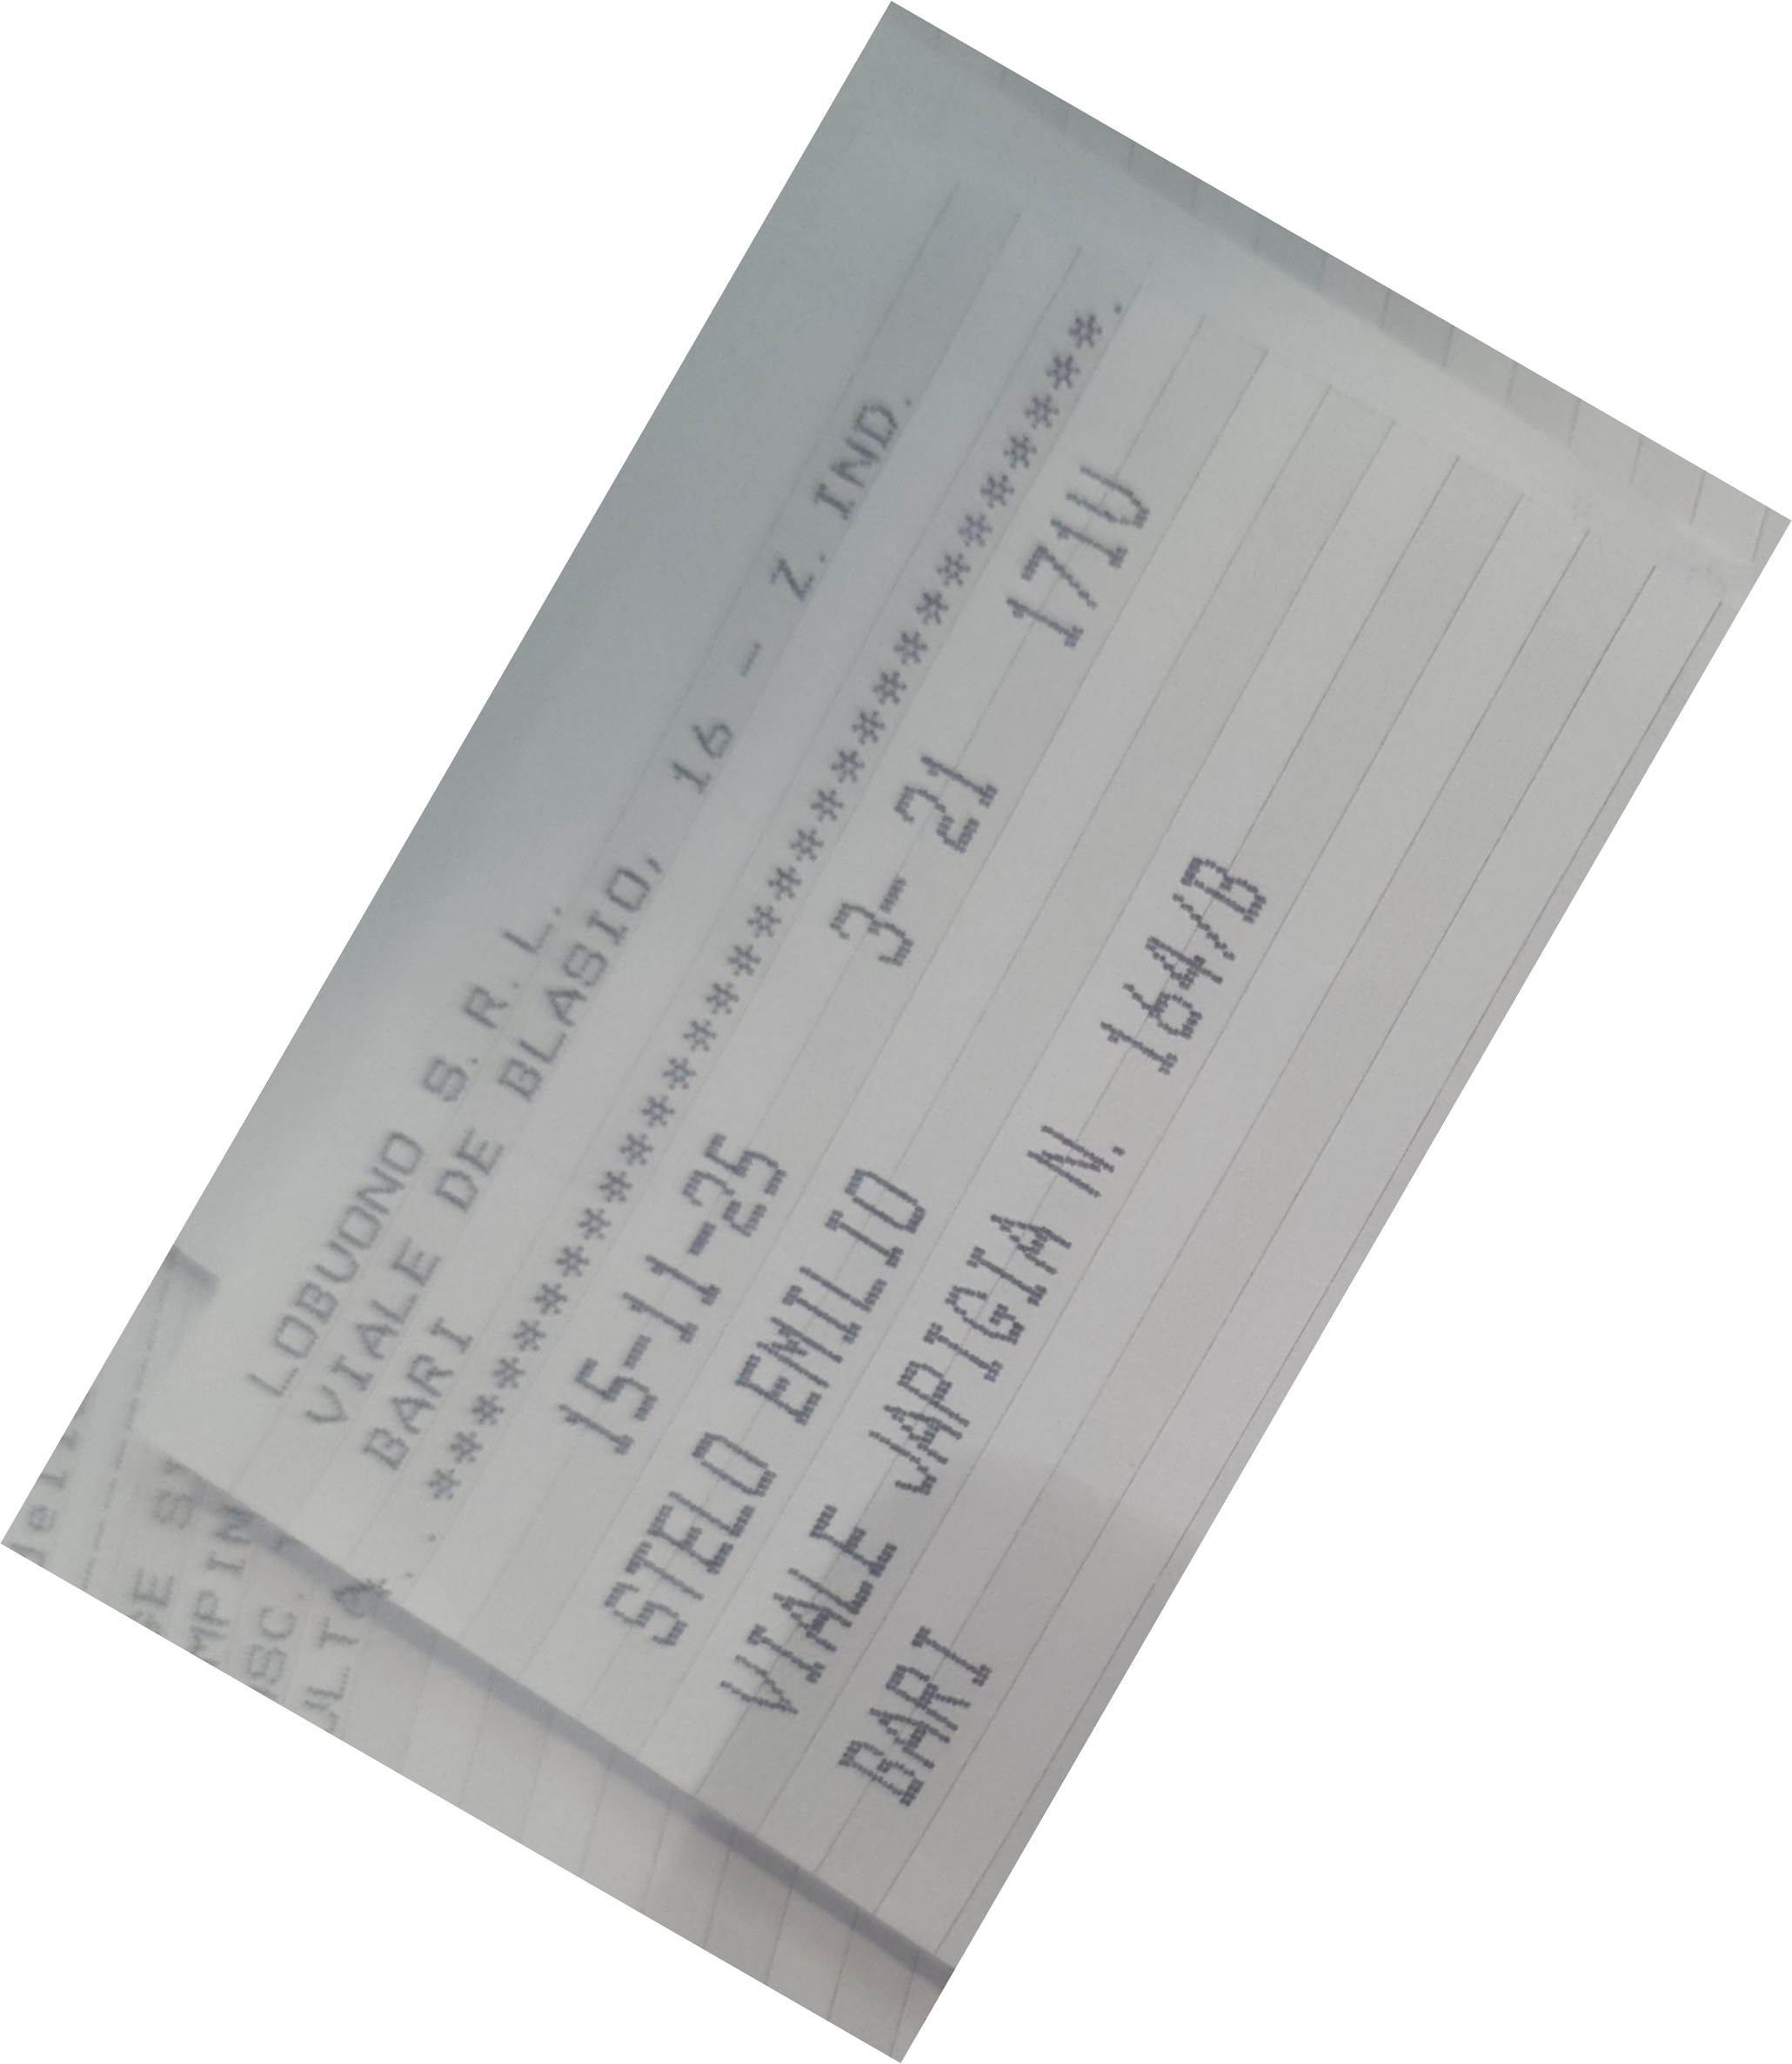 LOBUONO S.R.L.
VIALE DE BLASIO, 16 - Z. IND.
BARI
*******************************.
15-11-25 3- 21 171U
STELO EMILIO
VIALE JAPIGIA N. 164/B
BARI